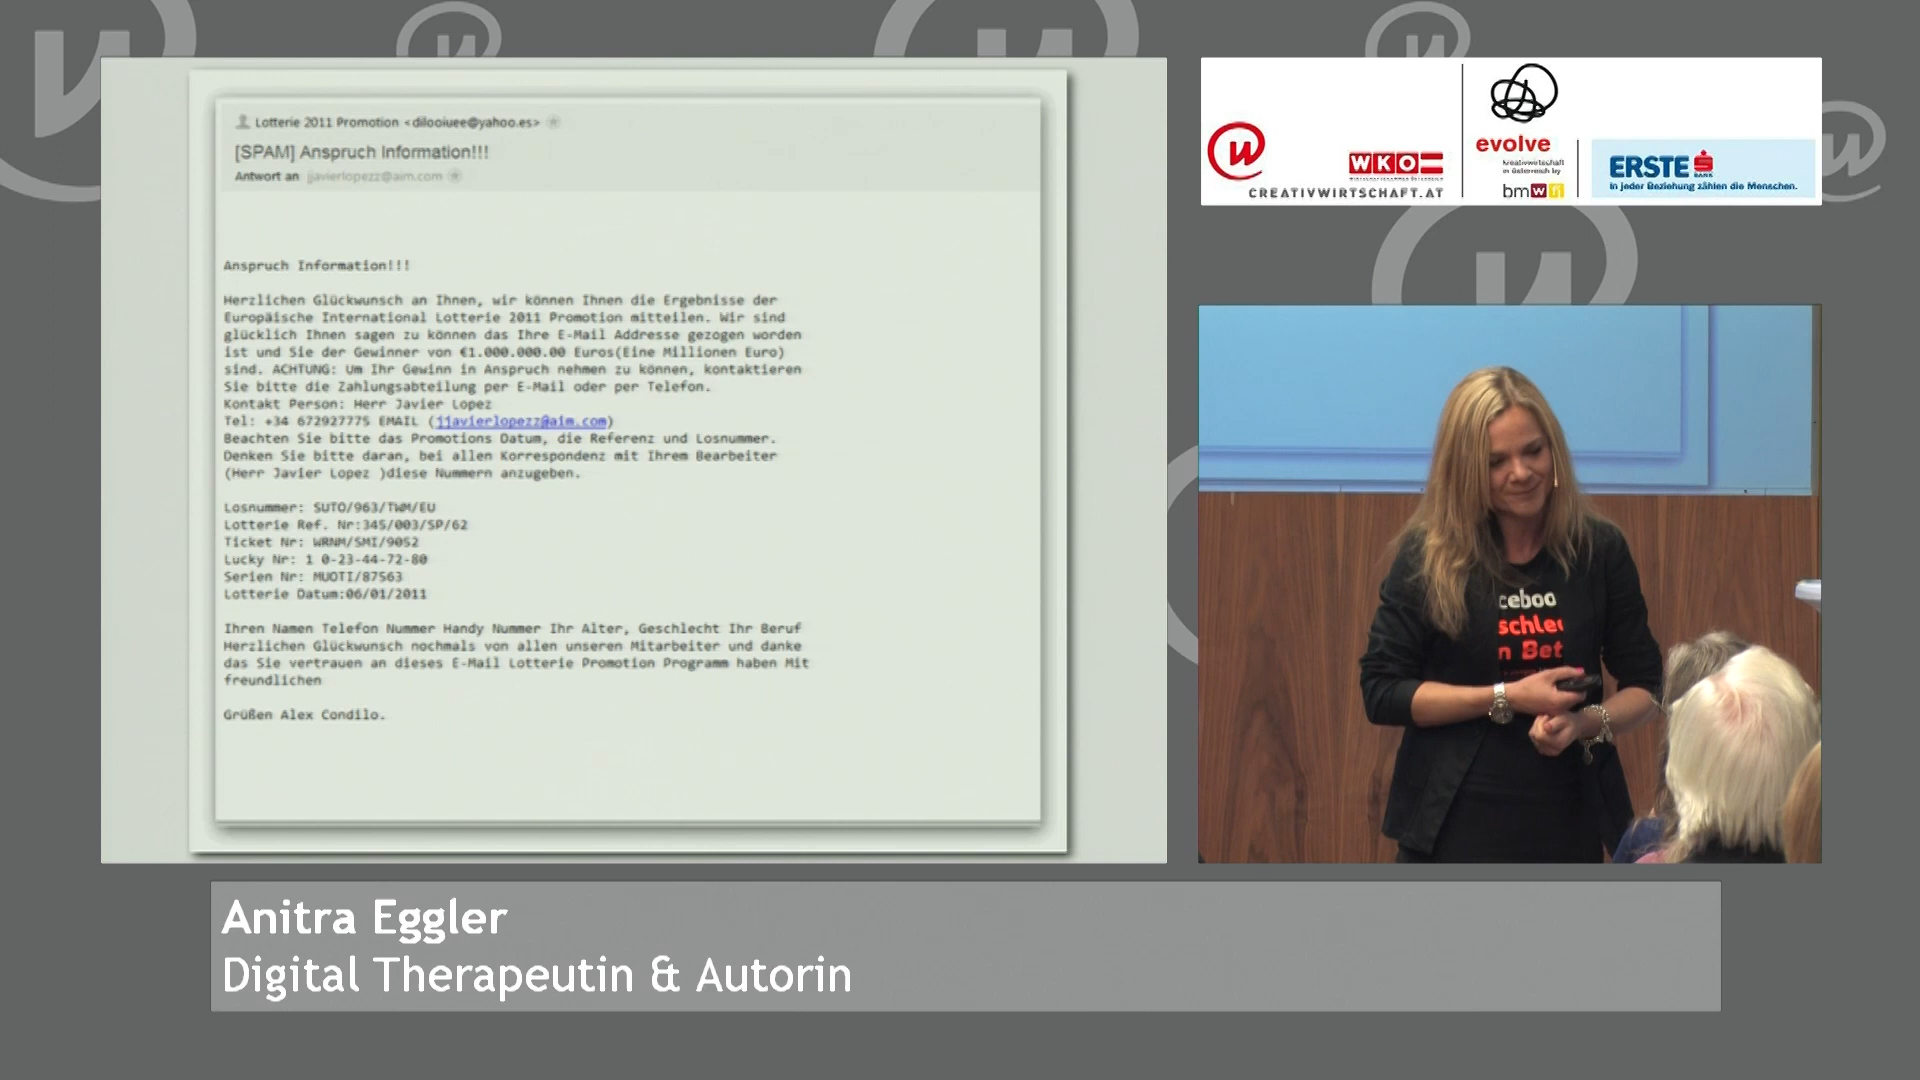 Lotterie 2011 Promotion <dilooiuee@yahoo.es>
[SPAM] Anspruch Information!!!
Antwort an jjavierlopezz@aim.com
Anspruch Information!!!
Herzlichen Glückwunsch an Ihnen, wir können Ihnen die Ergebnisse der
Europäische International Lotterie 2011 Promotion mitteilen. Wir sind
glücklich Ihnen sagen zu können das Ihre E-Mail Addresse gezogen worden
ist und Sie der Gewinner von €1.000.000.00 Euros(Eine Millionen Euro)
sind. ACHTUNG: Um Ihr Gewinn in Anspruch nehmen zu können, kontaktieren
Sie bitte die Zahlungsabteilung per E-Mail oder per Telefon.
Kontakt Person: Herr Javier Lopez
Tel: +34 672927775 EMAIL (jjavierlopezz@aim.com)
Beachten Sie bitte das Promotions Datum, die Referenz und Losnummer.
Denken Sie bitte daran, bei allen Korrespondenz mit Ihrem Bearbeiter
(Herr Javier Lopez )diese Nummern anzugeben.
Losnummer: SUTO/963/TWM/EU
Lotterie Ref. Nr:345/003/SP/62
Ticket Nr: WRNM/SMI/9052
Lucky Nr: 1 0-23-44-72-80
Serien Nr: MUOTI/87563
Lotterie Datum:06/01/2011
Ihren Namen Telefon Nummer Handy Nummer Ihr Alter, Geschlecht Ihr Beruf
Herzlichen Glückwunsch nochmals von allen unseren Mitarbeiter und danke
das Sie vertrauen an dieses E-Mail Lotterie Promotion Programm haben Mit
freundlichen
Grüßen Alex Condilo.
WKO
CREATIVWIRTSCHAFT.AT
evolve
kreativwirtschaft
in österreich by
bmwfj
ERSTE
BANK
In jeder Beziehung zählen die Menschen.
ceboo
schle
n Bet
Anitra Eggler
Digital Therapeutin & Autorin